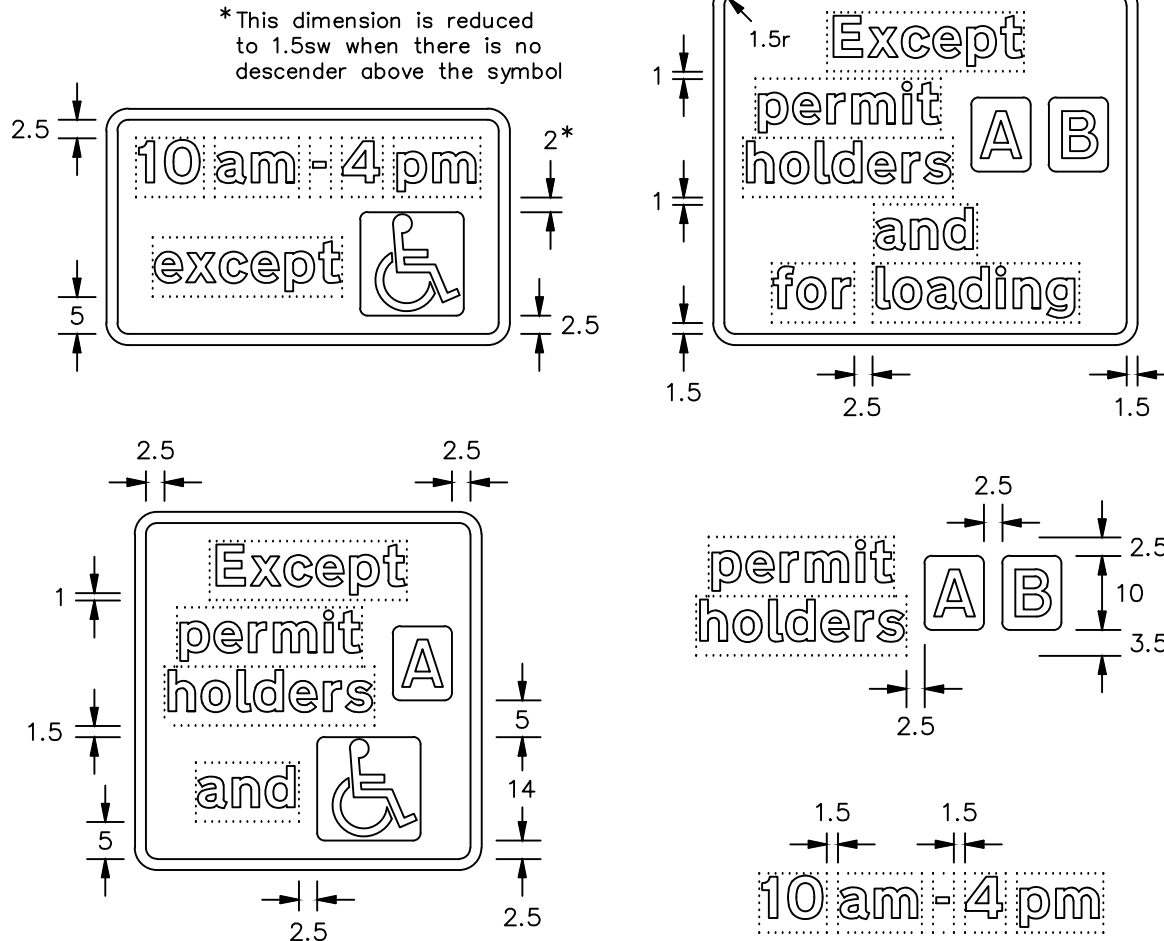 *This dimension is reduced
to 1.5sw when there is no
descender above the symbol
2.5
10 am - 4 pm
2*
except
5
2.5
1.5r
Except
1
permit
holders
A B
1
and
for loading
1.5
2.5
1.5
2.5
2.5
Except
1
permit
holders
A
1.5
5
and
14
5
2.5
2.5
2.5
permit
holders
A B
2.5
10
3.5
2.5
1.5
1.5
10 am - 4 pm